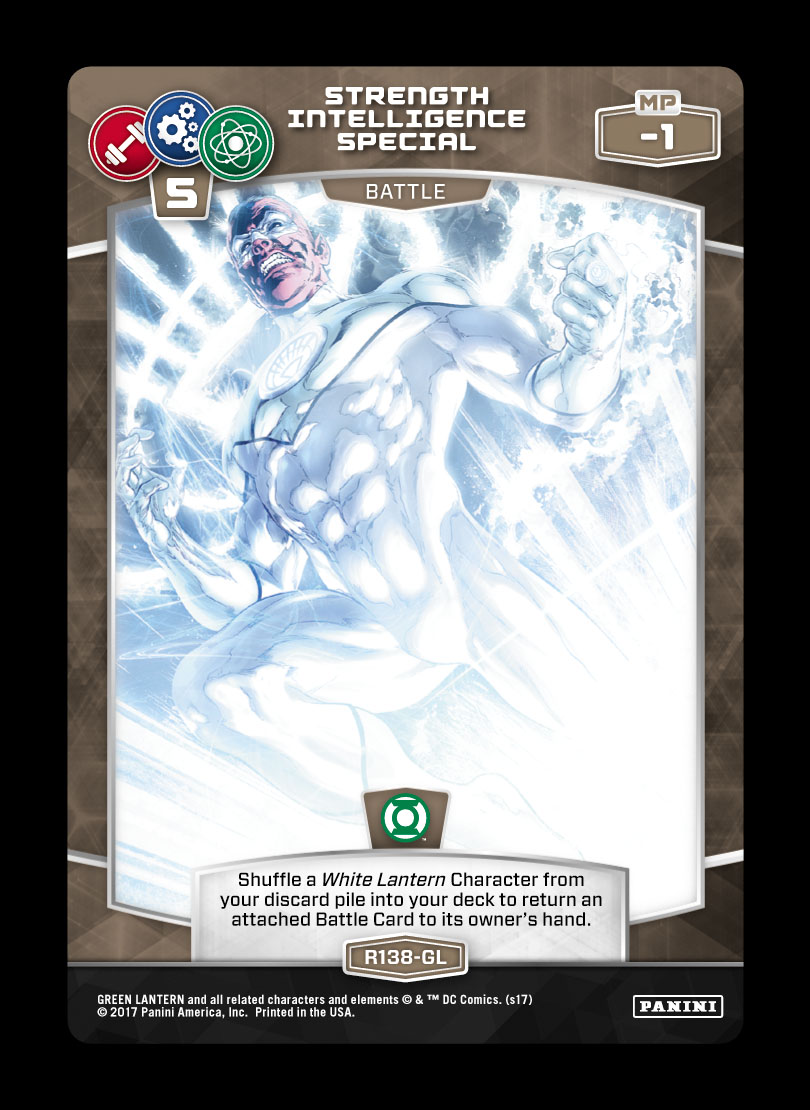 STRENGTH
INTELLIGENCE
SPECIAL
MP
-1
5
BATTLE
Shuffle a White Lantern Character from
your discard pile into your deck to return an
attached Battle Card to its owner's hand.
R138-GL
GREEN LANTERN and all related characters and elements © & ™ DC Comics. (s17)
© 2017 Panini America, Inc. Printed in the USA.
PANINI